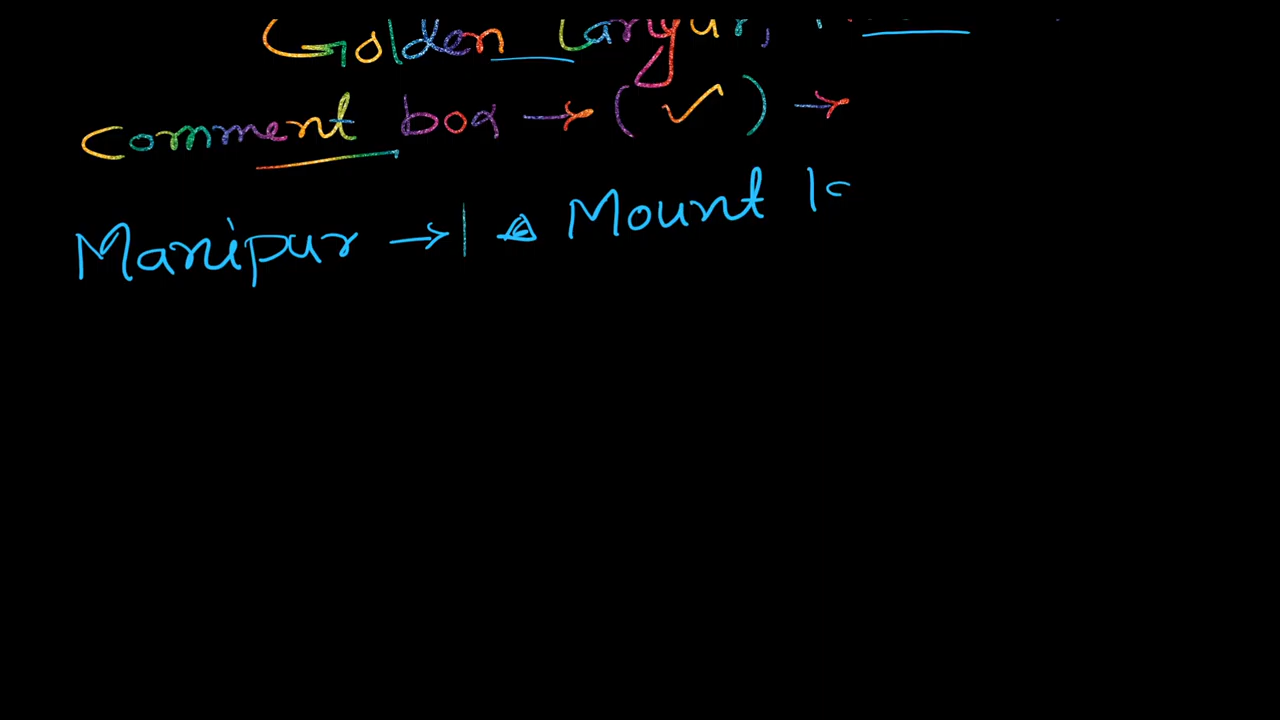 Golden Langur,
comment box → (✓) →
Manipur → | Mount